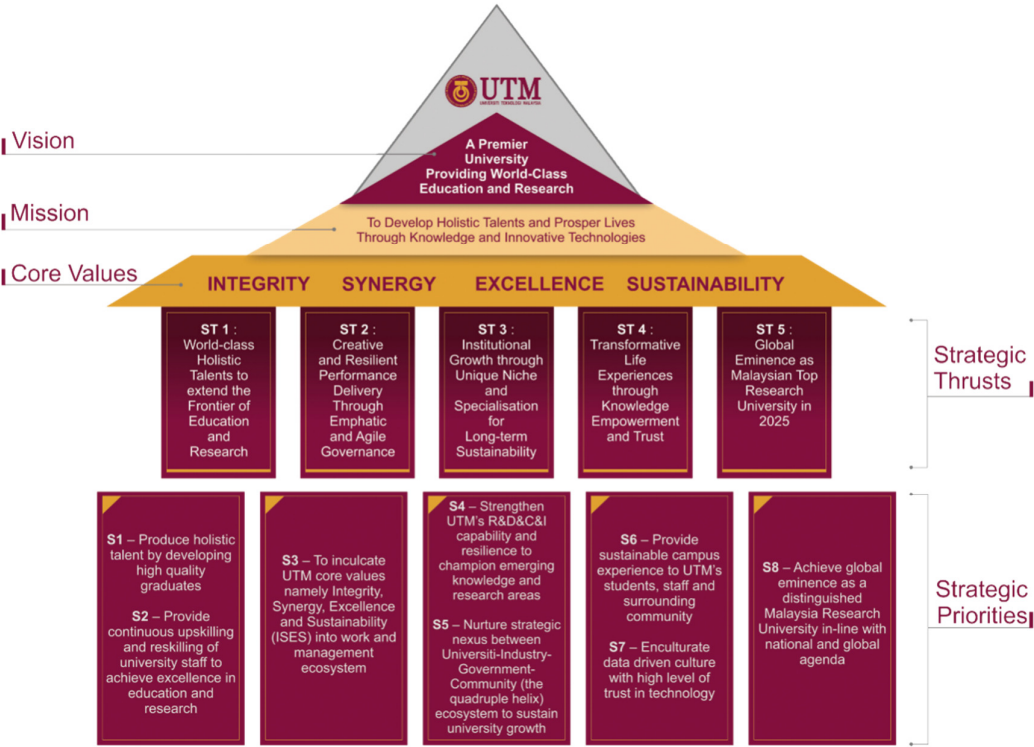 UTM
UNIVERSITI TEKNOLOGI MALAYSIA
Vision
A Premier
University
Providing World-Class
Education and Research
Mission
To Develop Holistic Talents and Prosper Lives
Through Knowledge and Innovative Technologies
Core Values
INTEGRITY SYNERGY EXCELLENCE SUSTAINABILITY
ST 1 :
World-class
Holistic
Talents to
extend the
Frontier of
Education
and
Research
ST 2 :
Creative
and Resilient
Performance
Delivery
Through
Emphatic
and Agile
Governance
ST 3 :
Institutional
Growth through
Unique Niche
and
Specialisation
for
Long-term
Sustainability
ST 4 :
Transformative
Life
Experiences
through
Knowledge
Empowerment
and Trust
ST 5 :
Global
Eminence as
Malaysian Top
Research
University in
2025
Strategic
Thrusts
S1 – Produce holistic
talent by developing
high quality
graduates
S2 – Provide
continuous upskilling
and reskilling of
university staff to
achieve excellence in
education and
research
S3 – To inculcate
UTM core values
namely Integrity,
Synergy, Excellence
and Sustainability
(ISES) into work and
management
ecosystem
S4 – Strengthen
UTM's R&D&C&I
capability and
resilience to
champion emerging
knowledge and
research areas
S5 – Nurture strategic
nexus between
Universiti-Industry-
Government-
Community (the
quadruple helix)
ecosystem to sustain
university growth
S6 – Provide
sustainable campus
experience to UTM's
students, staff and
surrounding
community
S7 – Enculturate
data driven culture
with high level of
trust in technology
S8 – Achieve global
eminence as a
distinguished
Malaysia Research
University in-line with
national and global
agenda
Strategic
Priorities